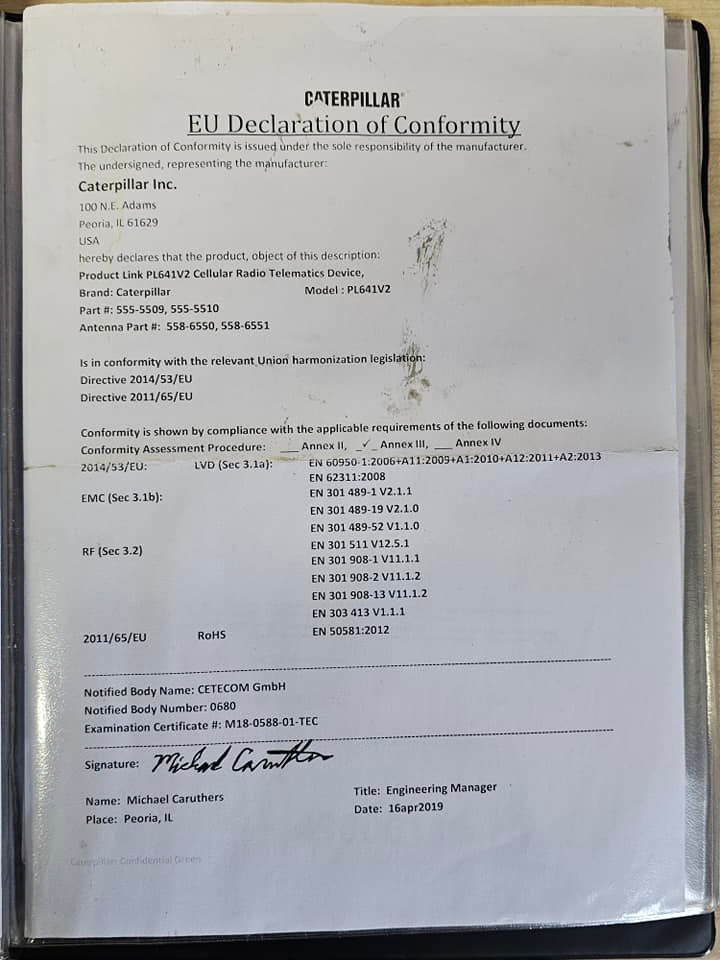 CATERPILLAR®
EU Declaration of Conformity
This Declaration of Conformity is issued under the sole responsibility of the manufacturer.
The undersigned, representing the manufacturer:
Caterpillar Inc.
100 N.E. Adams
Peoria, IL 61629
USA
hereby declares that the product, object of this description:
Product Link PL641V2 Cellular Radio Telematics Device,
Brand: Caterpillar Model : PL641V2
Part #: 555-5509, 555-5510
Antenna Part #: 558-6550, 558-6551
Is in conformity with the relevant Union harmonization legislation:
Directive 2014/53/EU
Directive 2011/65/EU
Conformity is shown by compliance with the applicable requirements of the following documents:
Conformity Assessment Procedure: ___ Annex II, _✓_ Annex III, ___ Annex IV
2014/53/EU: LVD (Sec 3.1a): EN 60950-1:2006+A11:2009+A1:2010+A12:2011+A2:2013
EN 62311:2008
EMC (Sec 3.1b): EN 301 489-1 V2.1.1
EN 301 489-19 V2.1.0
EN 301 489-52 V1.1.0
RF (Sec 3.2) EN 301 511 V12.5.1
EN 301 908-1 V11.1.1
EN 301 908-2 V11.1.2
EN 301 908-13 V11.1.2
EN 303 413 V1.1.1
2011/65/EU RoHS EN 50581:2012
Notified Body Name: CETECOM GmbH
Notified Body Number: 0680
Examination Certificate #: M18-0588-01-TEC
Signature: Michael Caruthers
Name: Michael Caruthers Title: Engineering Manager
Place: Peoria, IL Date: 16apr2019
Caterpillar: Confidential Green